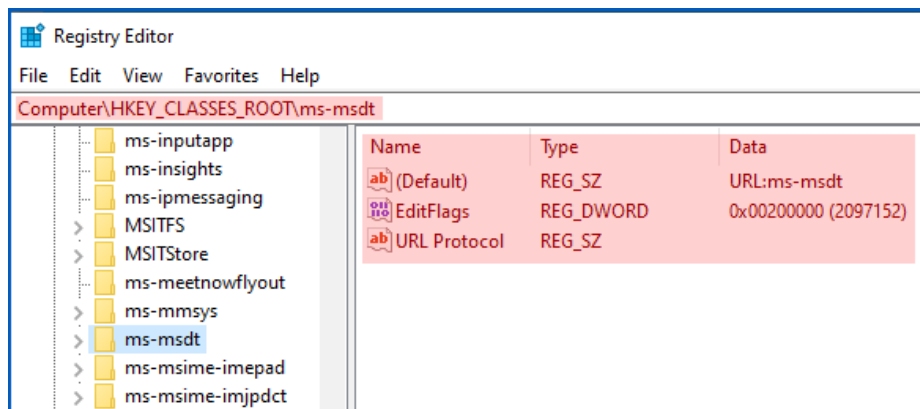 Registry Editor
File Edit View Favorites Help
Computer\HKEY_CLASSES_ROOT\ms-msdt
ms-inputapp
ms-insights
ms-ipmessaging
MSITFS
MSITStore
ms-meetnowflyout
ms-mmsys
ms-msdt
ms-msime-imepad
ms-msime-imjpdct
Name Type Data
(Default) REG_SZ URL:ms-msdt
EditFlags REG_DWORD 0x00200000 (2097152)
URL Protocol REG_SZ